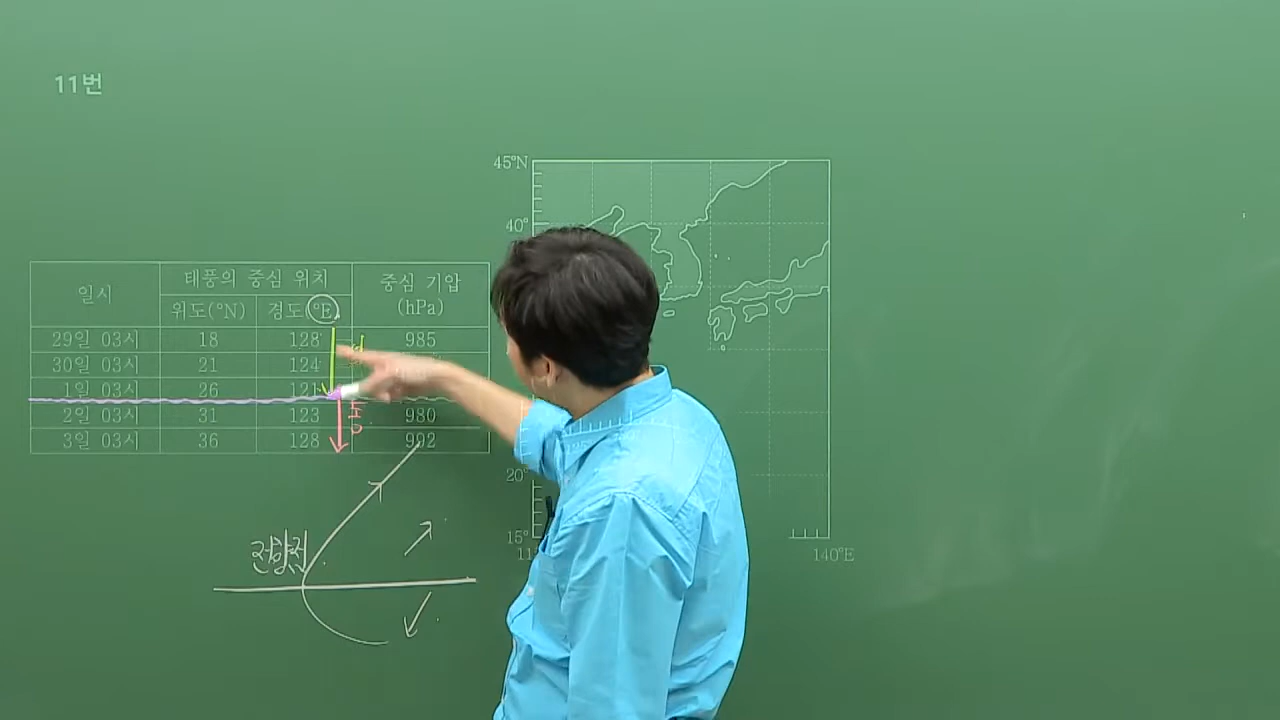 11번
일시
태풍의 중심 위치
중심 기압
(hPa)
위도(°N)
경도(°E)
29일 03시 18 128 985
30일 03시 21 124
1일 03시 26 121
2일 03시 31 123 980
3일 03시 36 128 992
전향점
45°N
40°
20°
15°
140°E